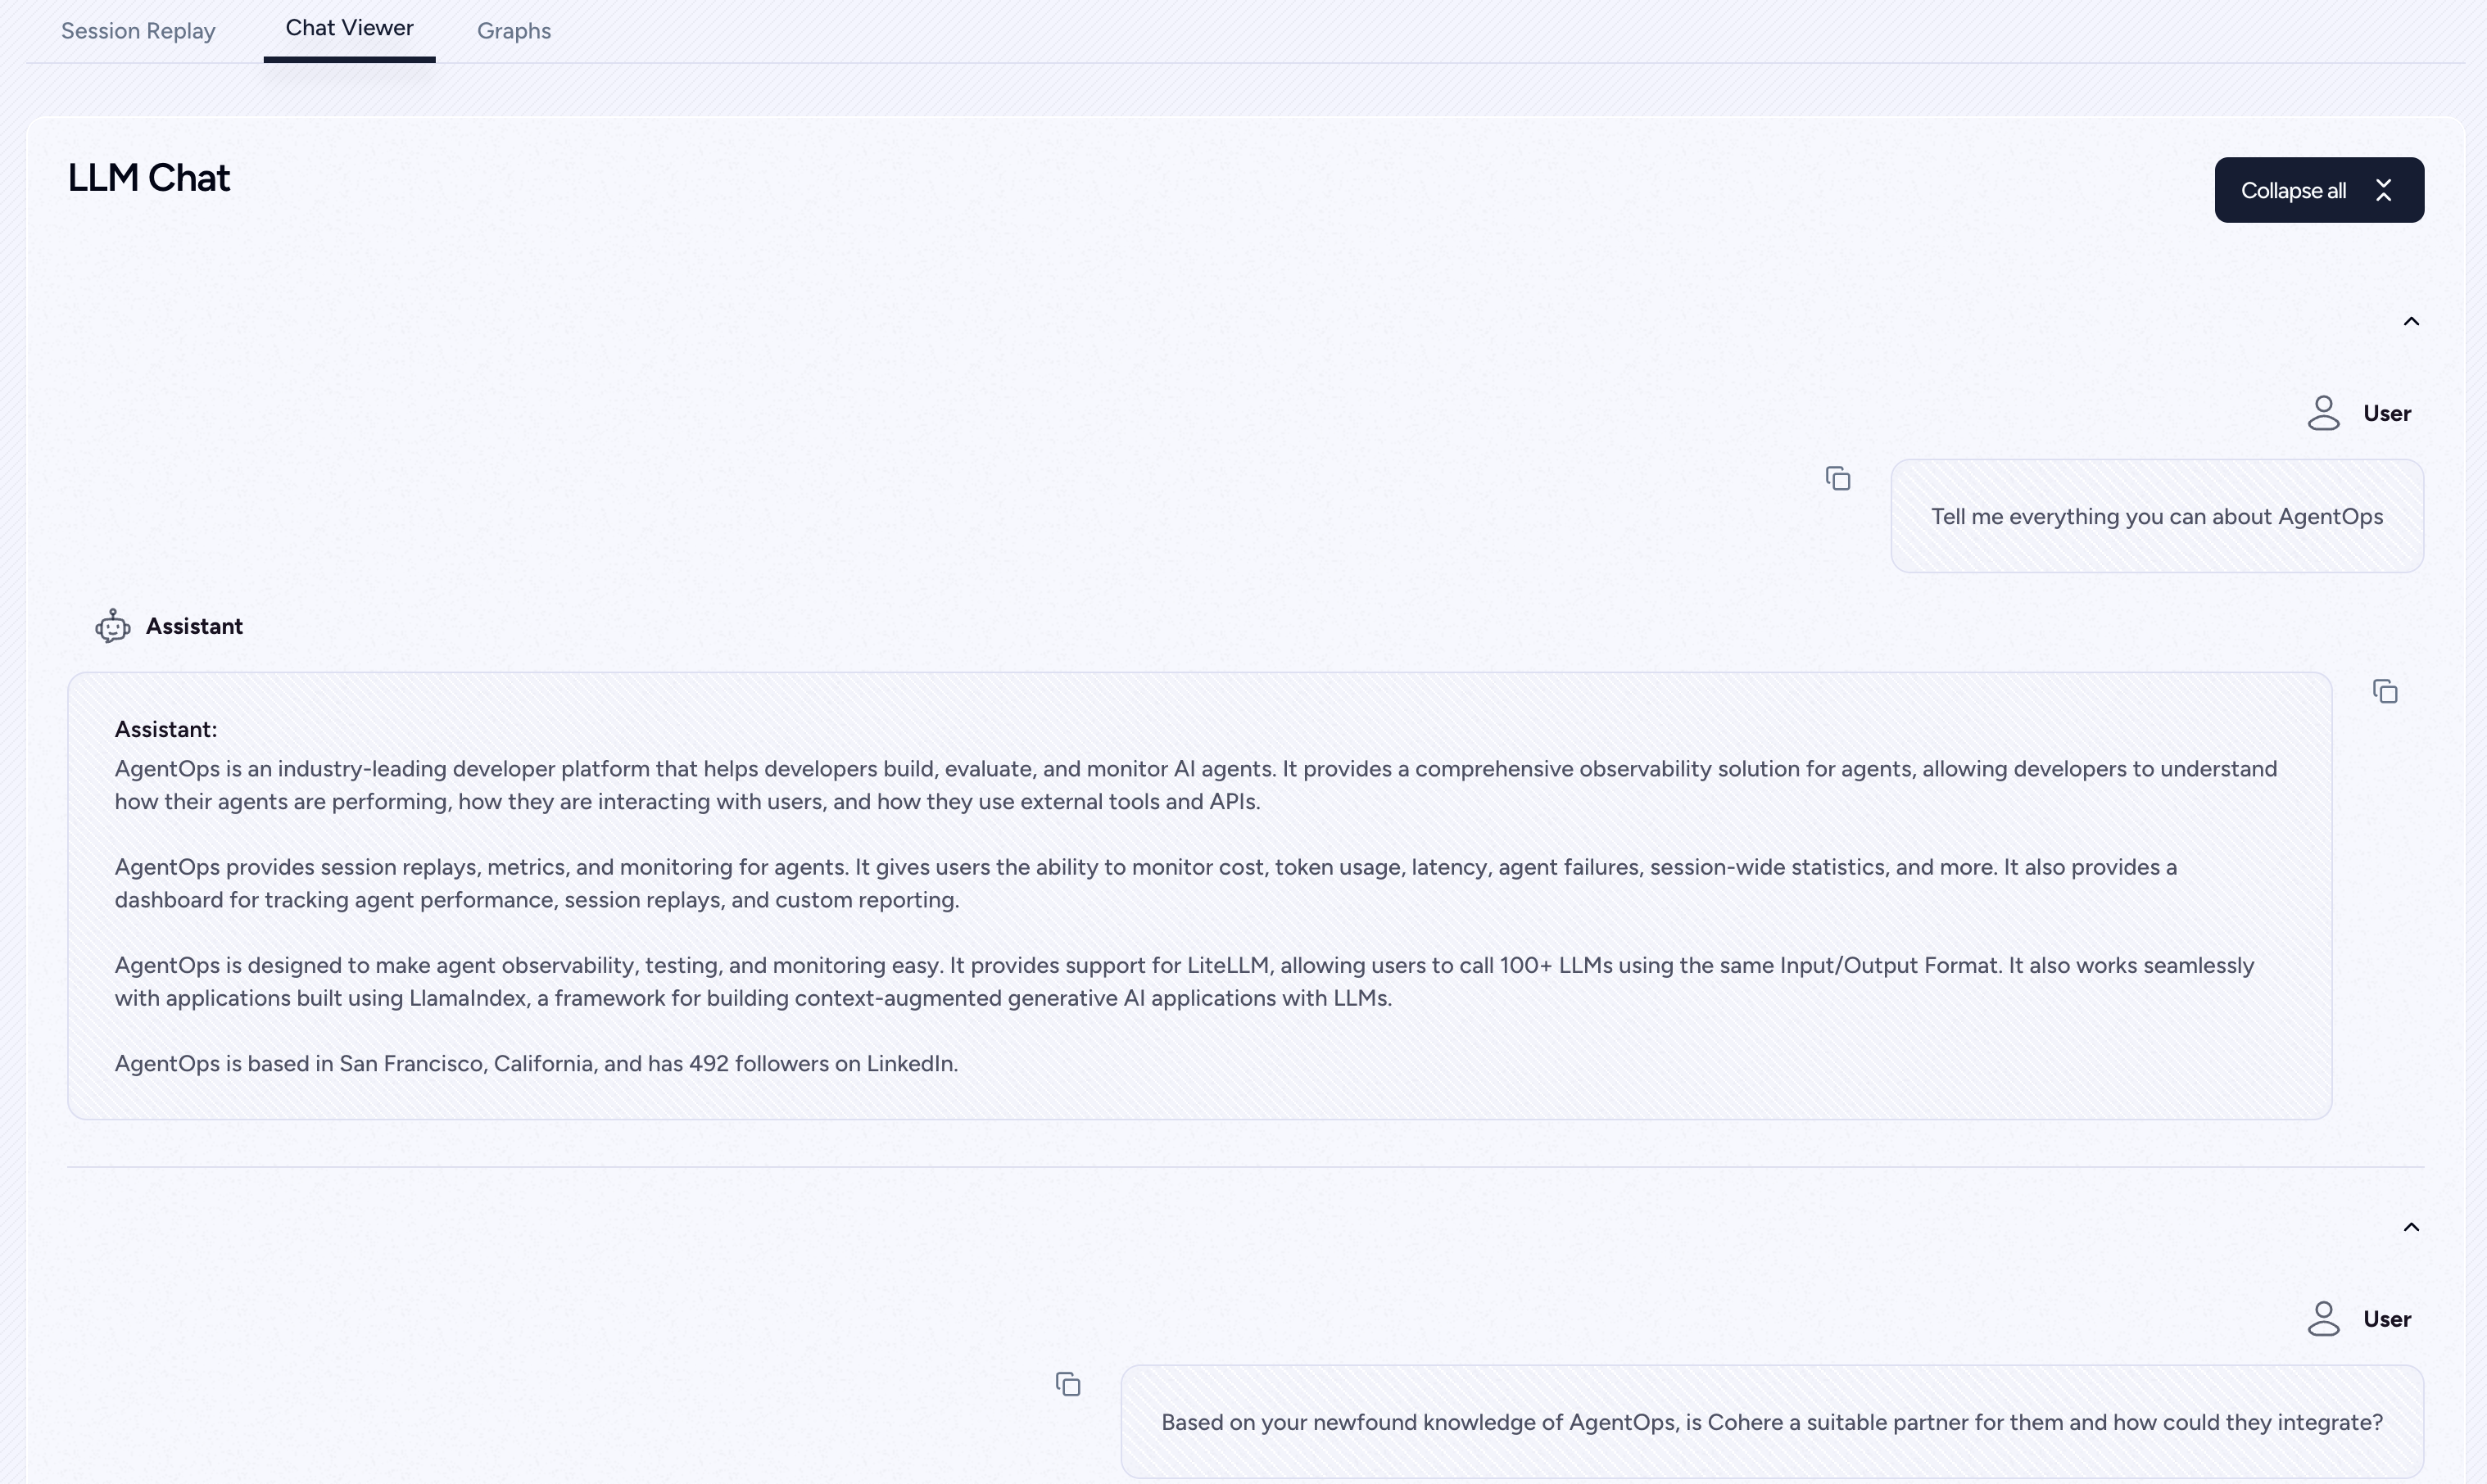 Session Replay
Chat Viewer
Graphs
LLM Chat
Collapse all
User
Tell me everything you can about AgentOps
Assistant
Assistant:
AgentOps is an industry-leading developer platform that helps developers build, evaluate, and monitor AI agents. It provides a comprehensive observability solution for agents, allowing developers to understand
how their agents are performing, how they are interacting with users, and how they use external tools and APIs.
AgentOps provides session replays, metrics, and monitoring for agents. It gives users the ability to monitor cost, token usage, latency, agent failures, session-wide statistics, and more. It also provides a
dashboard for tracking agent performance, session replays, and custom reporting.
AgentOps is designed to make agent observability, testing, and monitoring easy. It provides support for LiteLLM, allowing users to call 100+ LLMs using the same Input/Output Format. It also works seamlessly
with applications built using LlamaIndex, a framework for building context-augmented generative AI applications with LLMs.
AgentOps is based in San Francisco, California, and has 492 followers on LinkedIn.
User
Based on your newfound knowledge of AgentOps, is Cohere a suitable partner for them and how could they integrate?